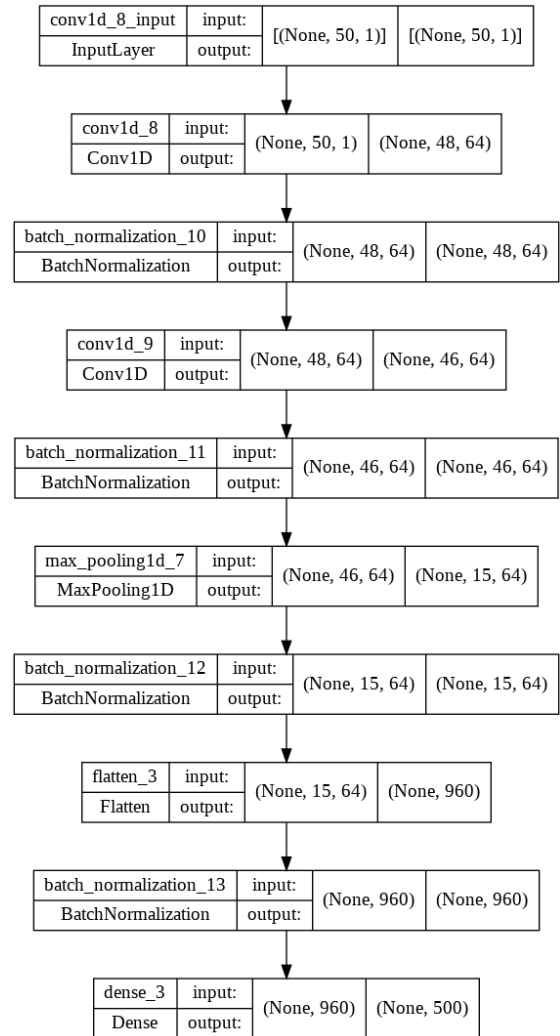 conv1d_8_input input: [(None, 50, 1)] [(None, 50, 1)]
InputLayer output:
conv1d_8 input: (None, 50, 1) (None, 48, 64)
Conv1D output:
batch_normalization_10 input: (None, 48, 64) (None, 48, 64)
BatchNormalization output:
conv1d_9 input: (None, 48, 64) (None, 46, 64)
Conv1D output:
batch_normalization_11 input: (None, 46, 64) (None, 46, 64)
BatchNormalization output:
max_pooling1d_7 input: (None, 46, 64) (None, 15, 64)
MaxPooling1D output:
batch_normalization_12 input: (None, 15, 64) (None, 15, 64)
BatchNormalization output:
flatten_3 input: (None, 15, 64) (None, 960)
Flatten output:
batch_normalization_13 input: (None, 960) (None, 960)
BatchNormalization output:
dense_3 input: (None, 960) (None, 500)
Dense output: